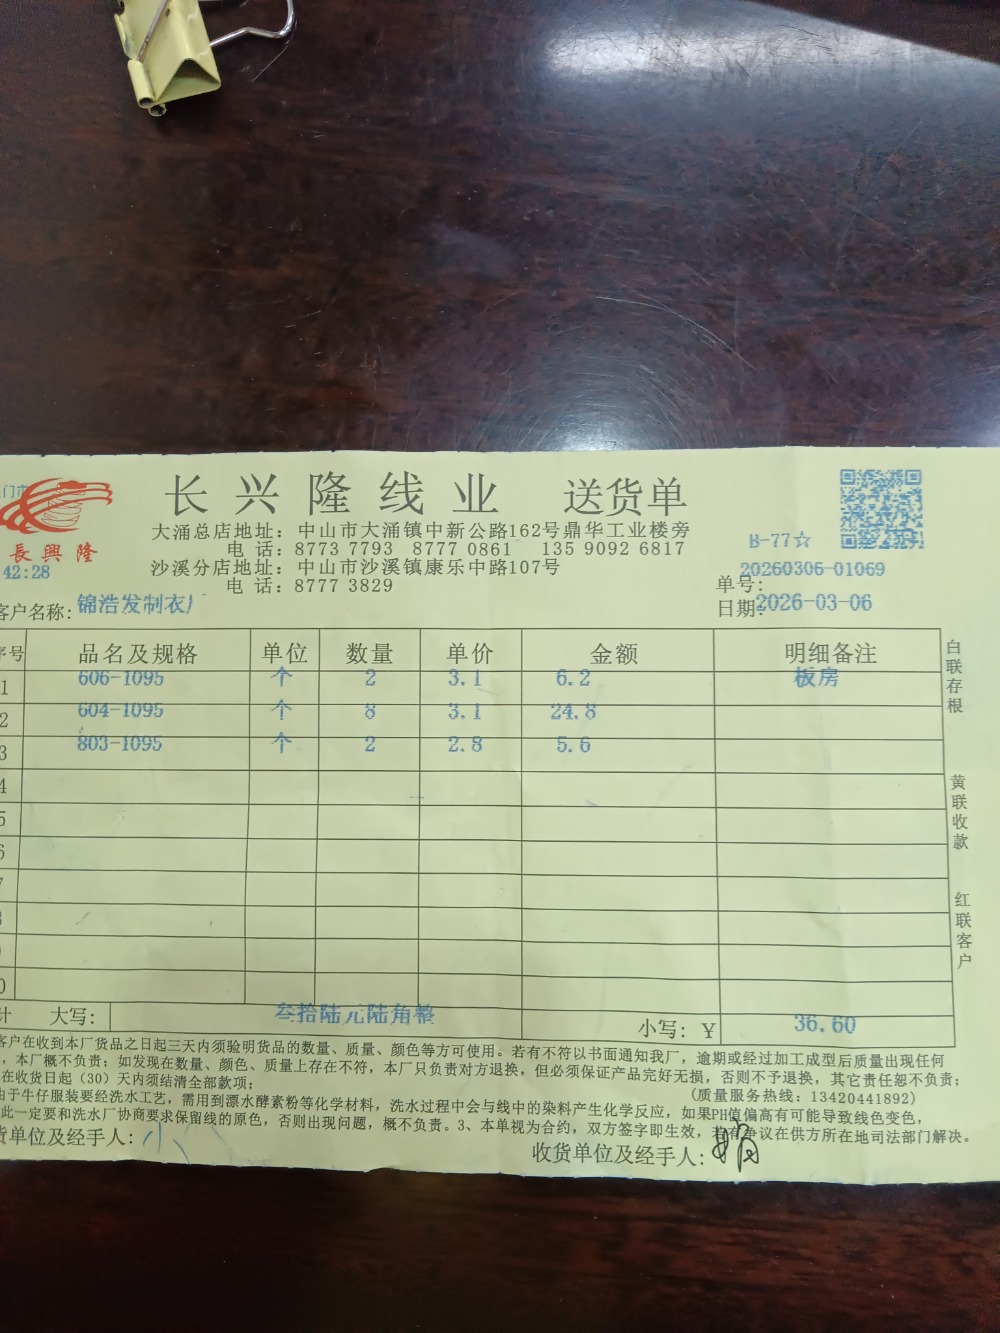 长兴隆线业 送货单
長興隆
大涌总店地址：中山市大涌镇中新公路162号鼎华工业楼旁
电 话：8773 7793 8777 0861 135 9092 6817
B-77☆
沙溪分店地址：中山市沙溪镇康乐中路107号
电 话：8777 3829
42:28
单号：20260306-01069
客户名称：锦浩发制衣厂
日期：2026-03-06
序号 品名及规格 单位 数量 单价 金额 明细备注
1 606-1095 个 2 3.1 6.2 板房
2 604-1095 个 8 3.1 24.8
3 803-1095 个 2 2.8 5.6
4
5
6
7
8
9
0
计 大写：叁拾陆元陆角整 小写：￥ 36.60
白联存根
黄联收款
红联客户
客户在收到本厂货品之日起三天内须验明货品的数量、质量、颜色等方可使用。若有不符以书面通知我厂，逾期或经过加工成型后质量出现任何
，本厂概不负责；如发现在数量、颜色、质量上存在不符，本厂只负责对方退换，但必须保证产品完好无损，否则不予退换，其它责任恕不负责；
在收货日起（30）天内须结清全部款项； （质量服务热线：13420441892）
由于牛仔服装要经洗水工艺，需用到漂水酵素粉等化学材料，洗水过程中会与线中的染料产生化学反应，如果PH值偏高有可能导致线色变色，
此一定要和洗水厂协商要求保留线的原色，否则出现问题，概不负责。3、本单视为合约，双方签字即生效，若有争议在供方所在地司法部门解决。
货单位及经手人：小
收货单位及经手人：娟